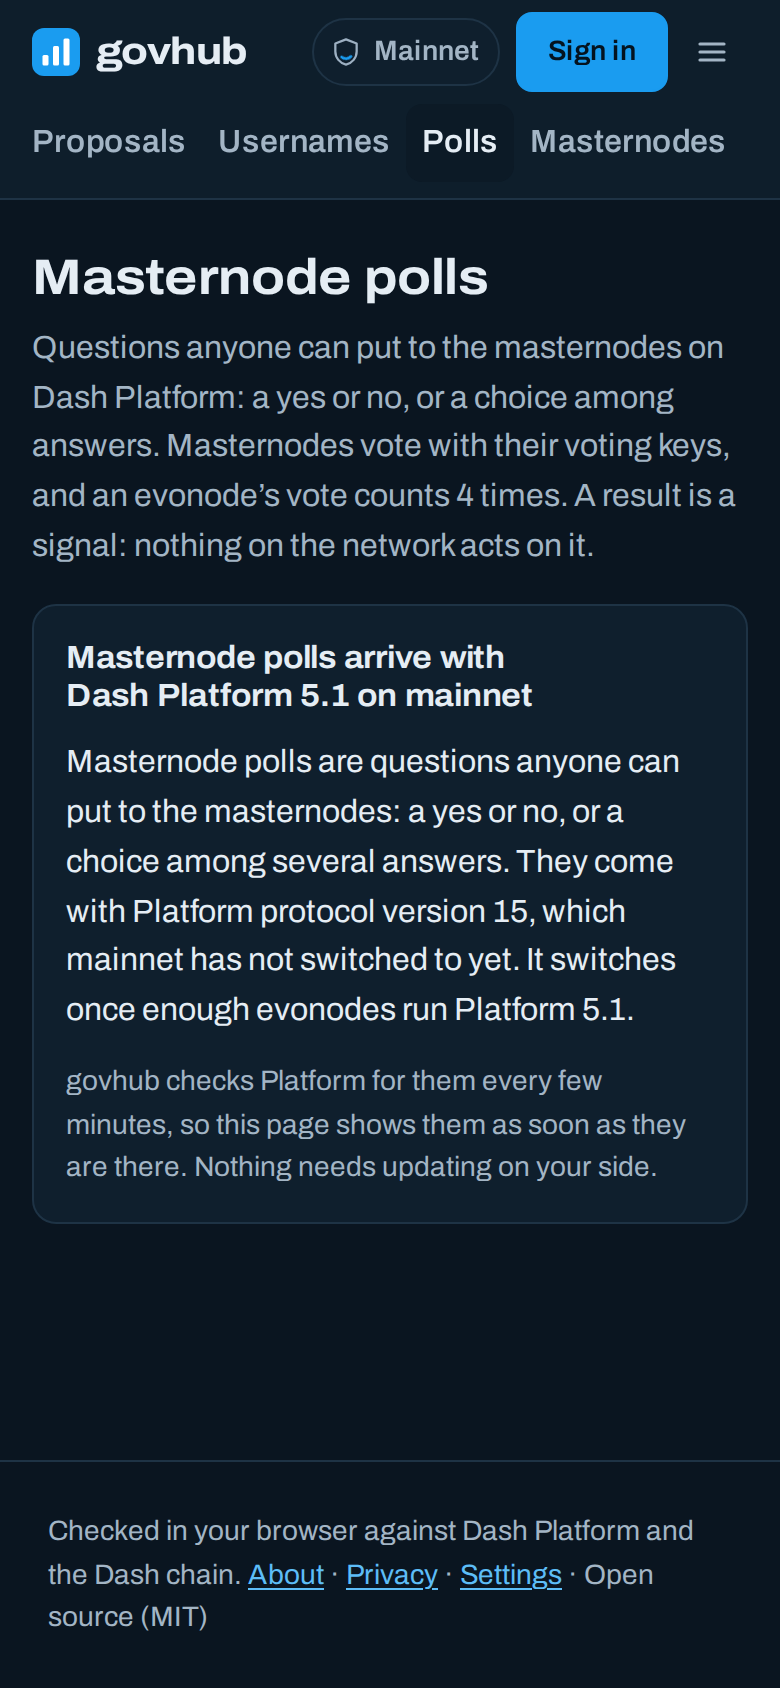 govhub
Mainnet
Sign in
Proposals Usernames Polls Masternodes
Masternode polls
Questions anyone can put to the masternodes on
Dash Platform: a yes or no, or a choice among
answers. Masternodes vote with their voting keys,
and an evonode’s vote counts 4 times. A result is a
signal: nothing on the network acts on it.
Masternode polls arrive with
Dash Platform 5.1 on mainnet
Masternode polls are questions anyone can
put to the masternodes: a yes or no, or a
choice among several answers. They come
with Platform protocol version 15, which
mainnet has not switched to yet. It switches
once enough evonodes run Platform 5.1.
govhub checks Platform for them every few
minutes, so this page shows them as soon as they
are there. Nothing needs updating on your side.
Checked in your browser against Dash Platform and
the Dash chain. About · Privacy · Settings · Open
source (MIT)